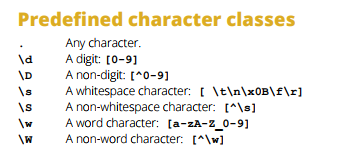 Predefined character classes
. Any character.
\d A digit: [0-9]
\D A non-digit: [^0-9]
\s A whitespace character: [ \t\n\x0B\f\r]
\S A non-whitespace character: [^\s]
\w A word character: [a-zA-Z_0-9]
\W A non-word character: [^\w]